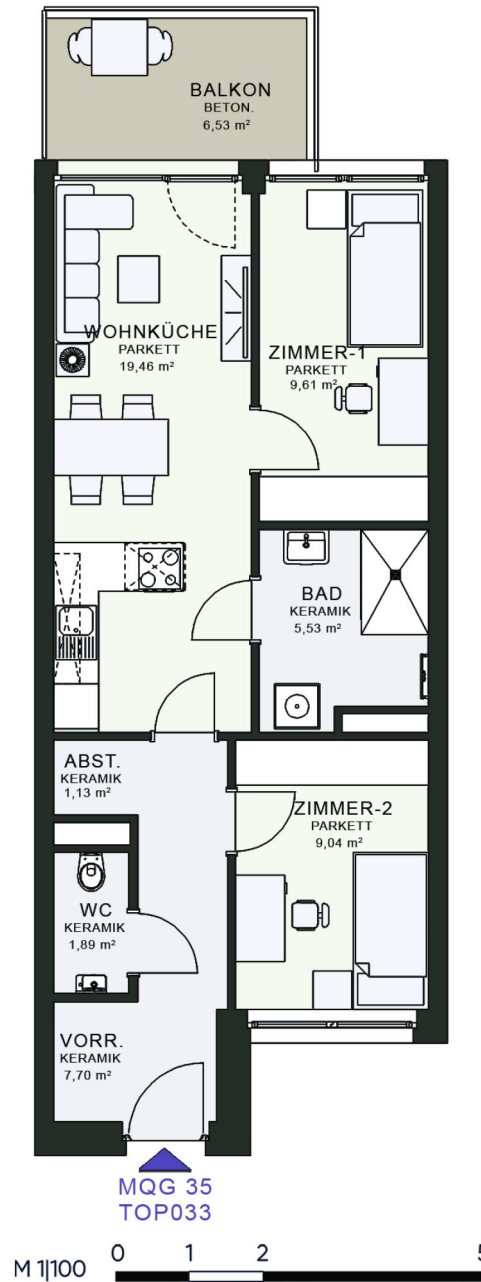 BALKON
BETON.
6,53 m²
WOHNKÜCHE
PARKETT
19,46 m²
ZIMMER-1
PARKETT
9,61 m²
BAD
KERAMIK
5,53 m²
ABST.
KERAMIK
1,13 m²
ZIMMER-2
PARKETT
9,04 m²
WC
KERAMIK
1,89 m²
VORR.
KERAMIK
7,70 m²
MQG 35
TOP033
M 1|100 0 1 2 5